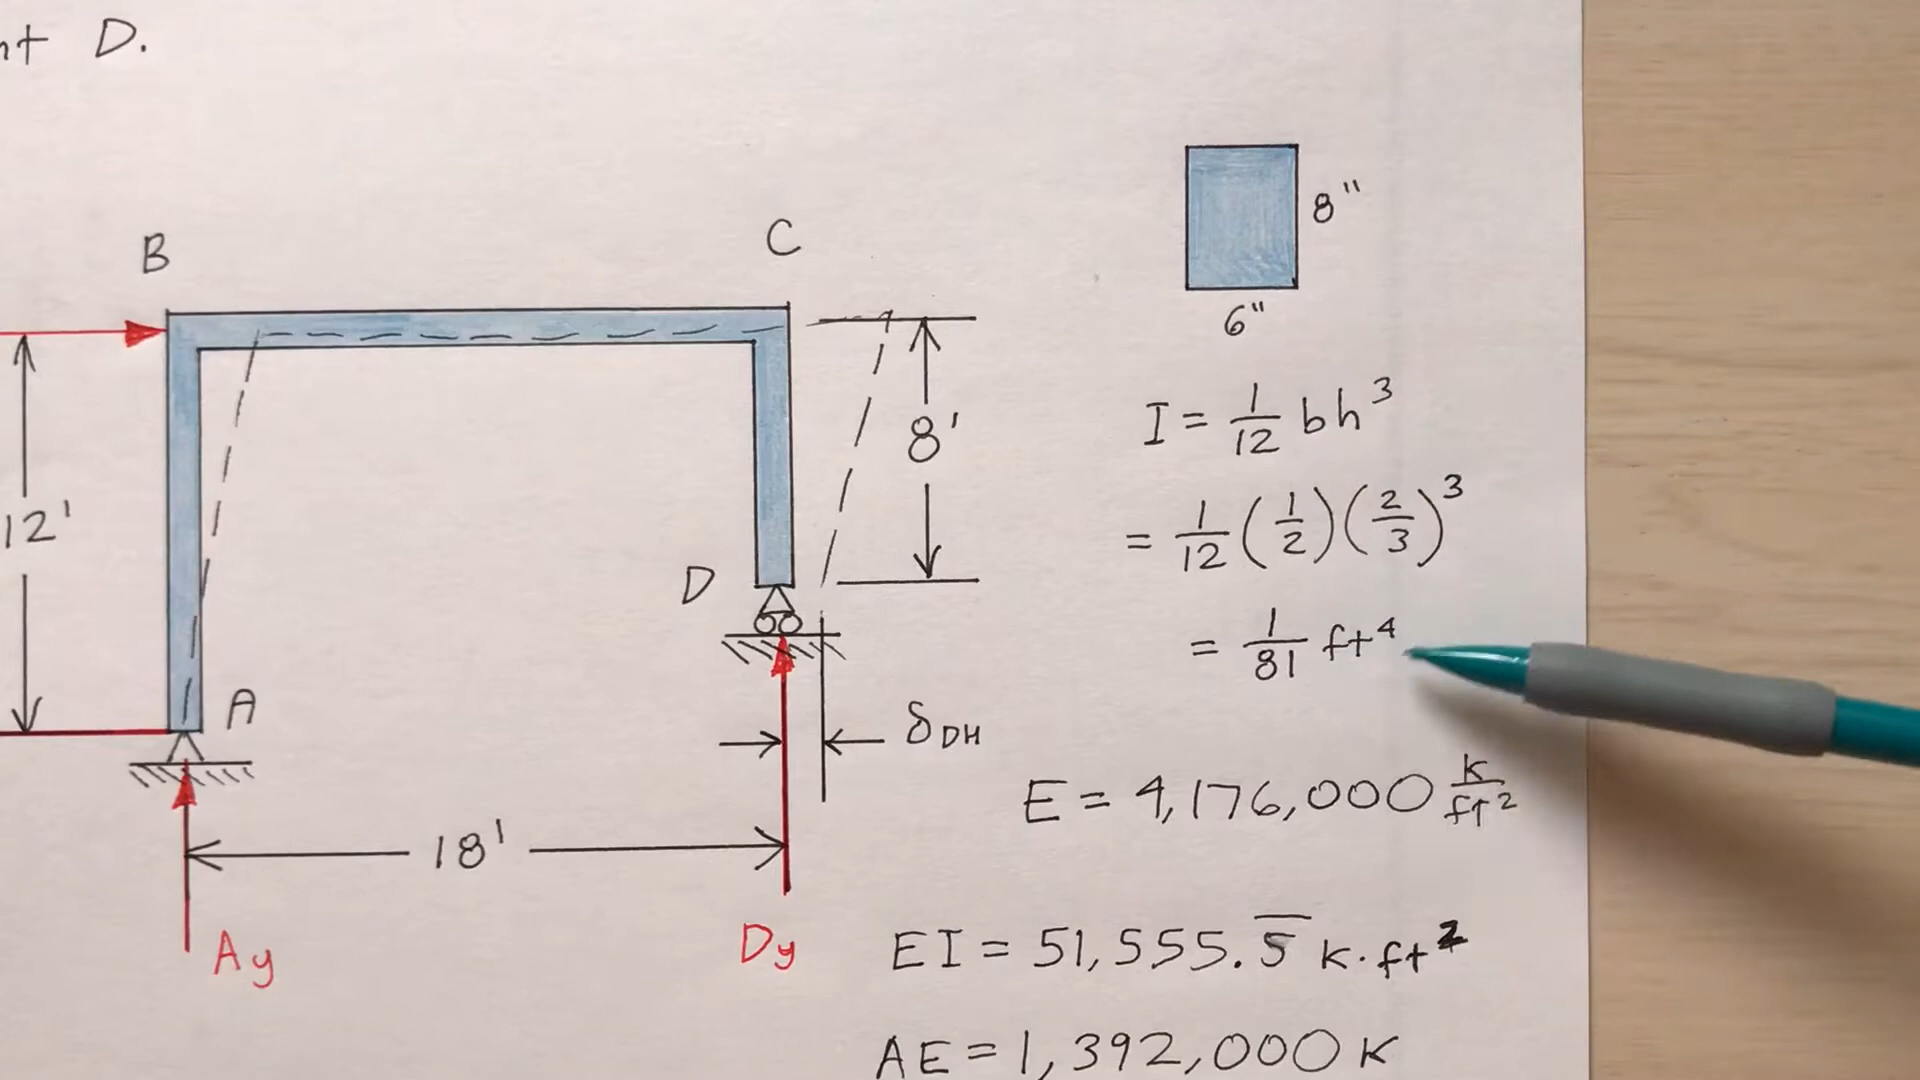 D.
B
C
8"
6"
12'
8'
I = 1/12 bh³
= 1/12 (1/2)(2/3)³
= 1/81 ft⁴
D
A
δDH
E = 4,176,000 k/ft²
18'
Ay
Dy
EI = 51,555.5̅ k·ft²
AE = 1,392,000 k